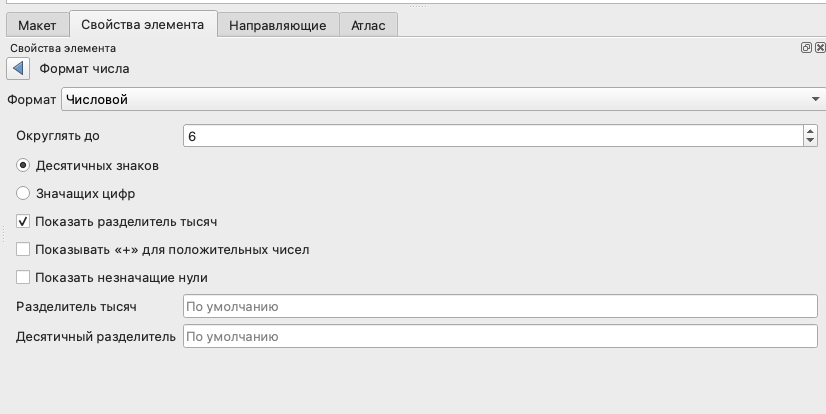 Макет Свойства элемента Направляющие Атлас
Свойства элемента
Формат числа
Формат Числовой
Округлять до 6
Десятичных знаков
Значащих цифр
Показать разделитель тысяч
Показывать «+» для положительных чисел
Показать незначащие нули
Разделитель тысяч По умолчанию
Десятичный разделитель По умолчанию